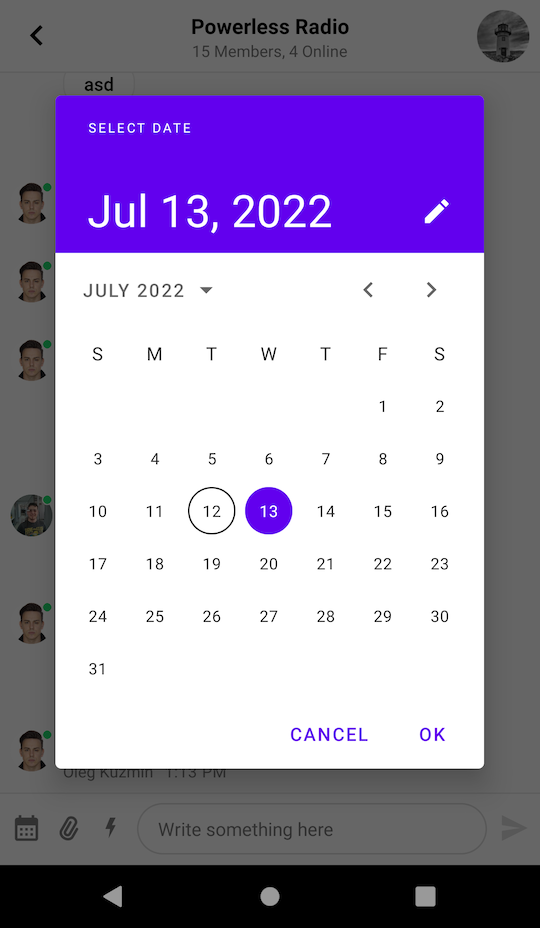 Powerless Radio
15 Members, 4 Online
asd
SELECT DATE
Jul 13, 2022
JULY 2022
S M T W T F S
1 2
3 4 5 6 7 8 9
10 11 12 13 14 15 16
17 18 19 20 21 22 23
24 25 26 27 28 29 30
31
CANCEL OK
Oleg Kuzmin 1:13 PM
Write something here